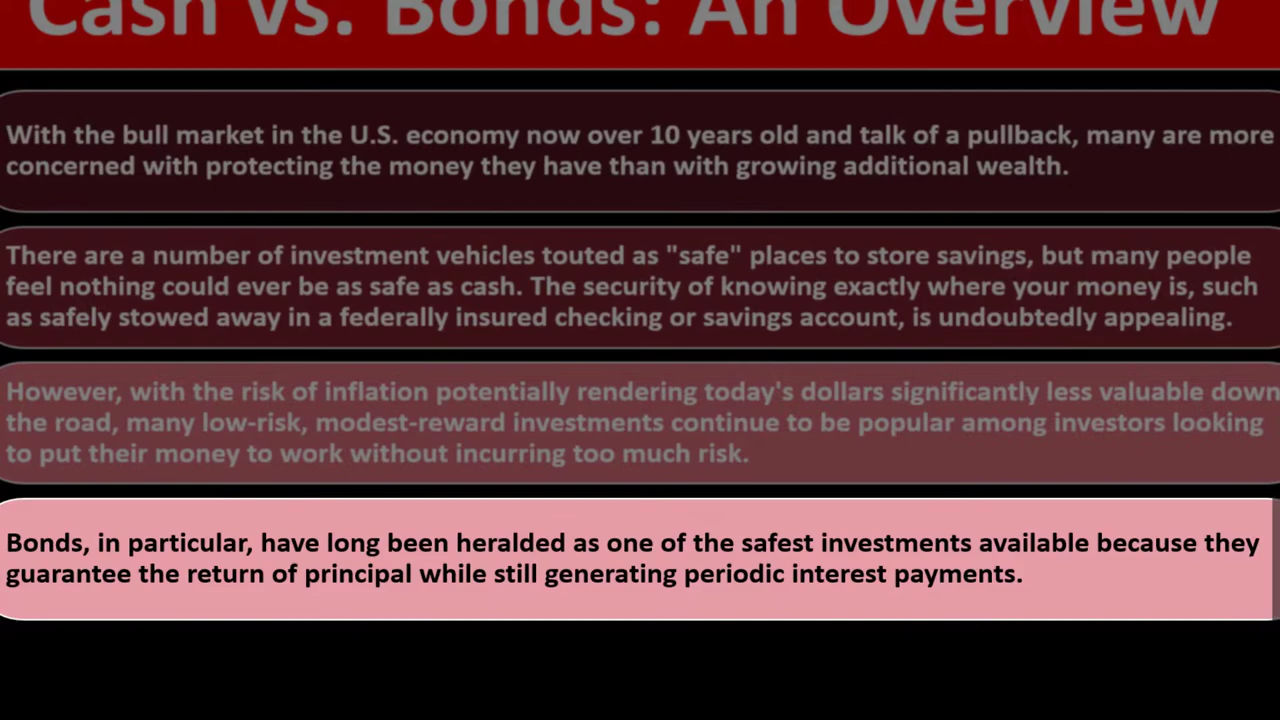 Cash vs. Bonds: An Overview
With the bull market in the U.S. economy now over 10 years old and talk of a pullback, many are more
concerned with protecting the money they have than with growing additional wealth.
There are a number of investment vehicles touted as "safe" places to store savings, but many people
feel nothing could ever be as safe as cash. The security of knowing exactly where your money is, such
as safely stowed away in a federally insured checking or savings account, is undoubtedly appealing.
However, with the risk of inflation potentially rendering today's dollars significantly less valuable down
the road, many low-risk, modest-reward investments continue to be popular among investors looking
to put their money to work without incurring too much risk.
Bonds, in particular, have long been heralded as one of the safest investments available because they
guarantee the return of principal while still generating periodic interest payments.